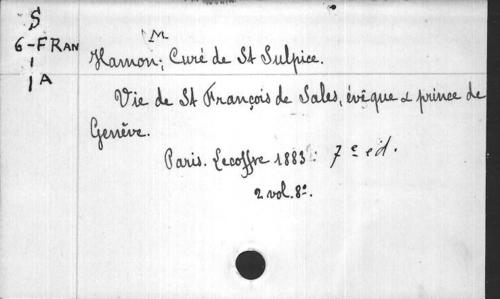 S
6-FRAN
1
1A
M
Hamon; Curé de St Sulpice.
Vie de St François de Sales, évêque & prince de
Genève.
Paris. Lecoffre 1883: 7e éd.
2 vol. 8°.